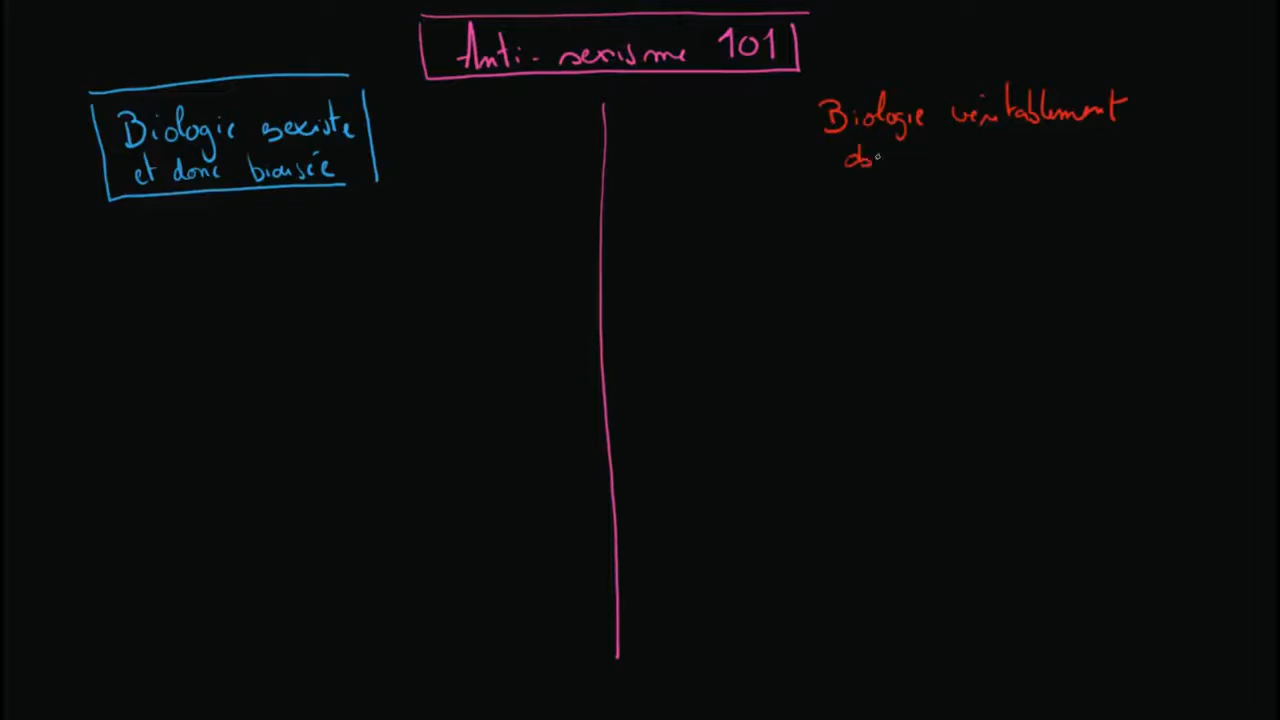 Anti-sexisme 101
Biologie sexiste
et donc biaisée
Biologie véritablement